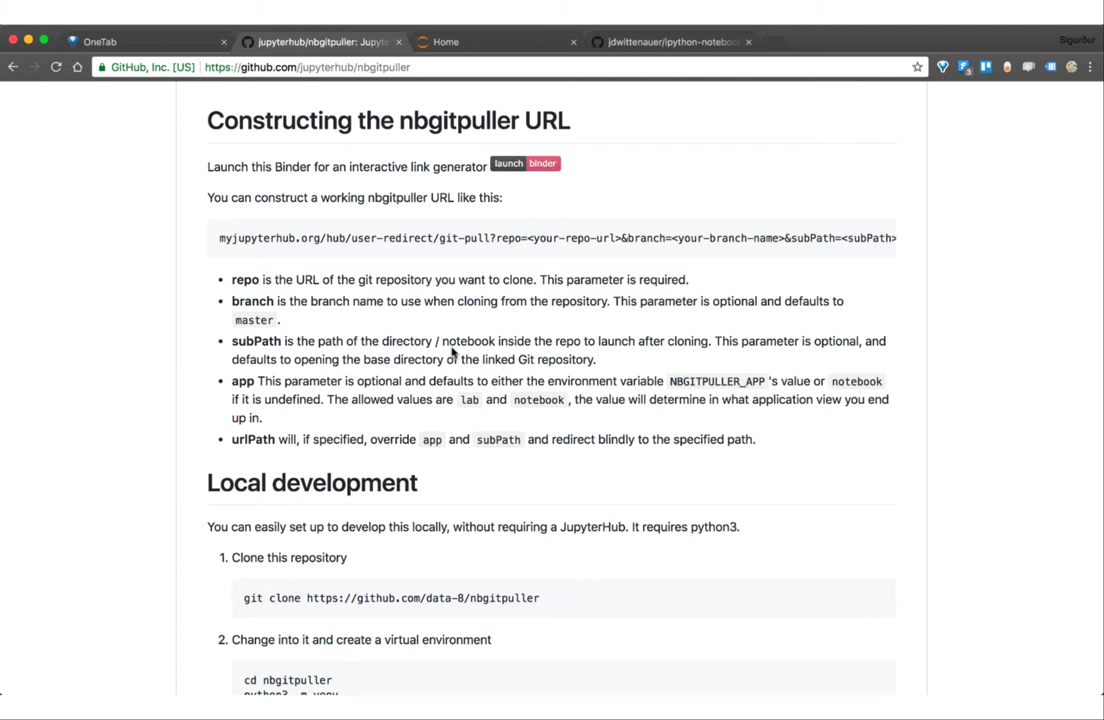 OneTab
jupyterhub/nbgitpuller: Jupyte
Home
jdwittenauer/ipython-notebook
Sigurður
GitHub, Inc. [US] https://github.com/jupyterhub/nbgitpuller
3
Constructing the nbgitpuller URL
Launch this Binder for an interactive link generator launch binder
You can construct a working nbgitpuller URL like this:
myjupyterhub.org/hub/user-redirect/git-pull?repo=<your-repo-url>&branch=<your-branch-name>&subPath=<subPath>
• repo is the URL of the git repository you want to clone. This parameter is required.
• branch is the branch name to use when cloning from the repository. This parameter is optional and defaults to
master .
• subPath is the path of the directory / notebook inside the repo to launch after cloning. This parameter is optional, and
defaults to opening the base directory of the linked Git repository.
• app This parameter is optional and defaults to either the environment variable NBGITPULLER_APP 's value or notebook
if it is undefined. The allowed values are lab and notebook , the value will determine in what application view you end
up in.
• urlPath will, if specified, override app and subPath and redirect blindly to the specified path.
Local development
You can easily set up to develop this locally, without requiring a JupyterHub. It requires python3.
1. Clone this repository
git clone https://github.com/data-8/nbgitpuller
2. Change into it and create a virtual environment
cd nbgitpuller
python3 -m venv